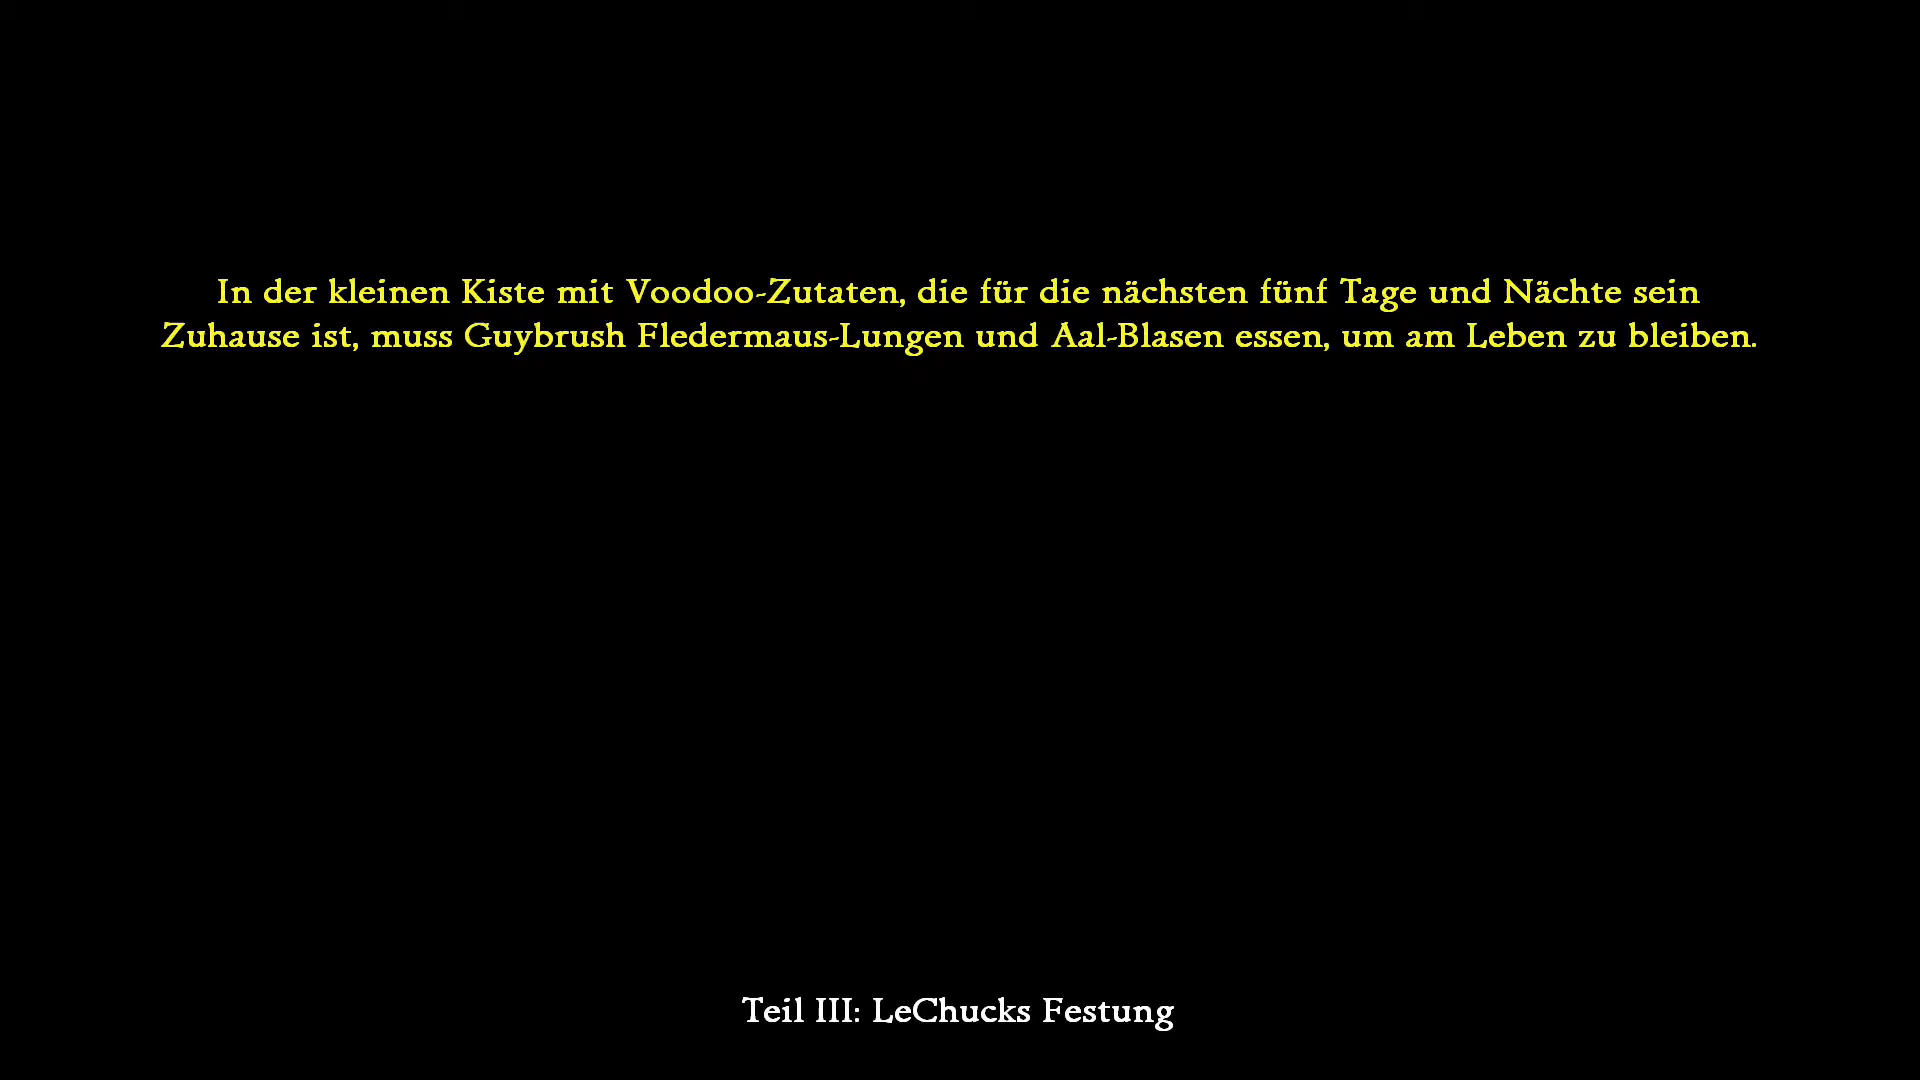 In der kleinen Kiste mit Voodoo-Zutaten, die für die nächsten fünf Tage und Nächte sein
Zuhause ist, muss Guybrush Fledermaus-Lungen und Aal-Blasen essen, um am Leben zu bleiben.
Teil III: LeChucks Festung